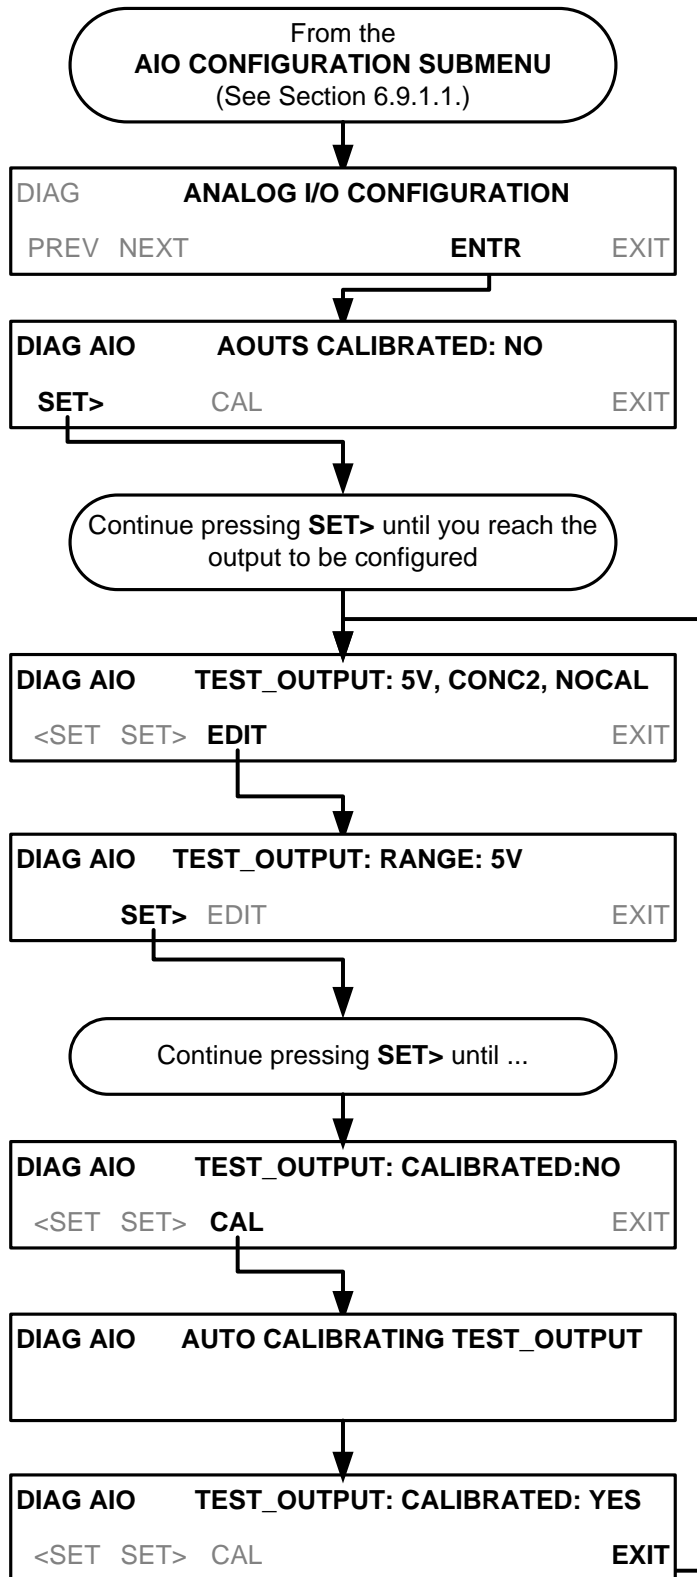 From the
AIO CONFIGURATION SUBMENU
(See Section 6.9.1.1.)
DIAG ANALOG I/O CONFIGURATION
PREV NEXT ENTR EXIT
DIAG AIO AOUTS CALIBRATED: NO
SET> CAL EXIT
Continue pressing SET> until you reach the
output to be configured
DIAG AIO TEST_OUTPUT: 5V, CONC2, NOCAL
<SET SET> EDIT EXIT
DIAG AIO TEST_OUTPUT: RANGE: 5V
SET> EDIT EXIT
Continue pressing SET> until ...
DIAG AIO TEST_OUTPUT: CALIBRATED:NO
<SET SET> CAL EXIT
DIAG AIO AUTO CALIBRATING TEST_OUTPUT
DIAG AIO TEST_OUTPUT: CALIBRATED: YES
<SET SET> CAL EXIT